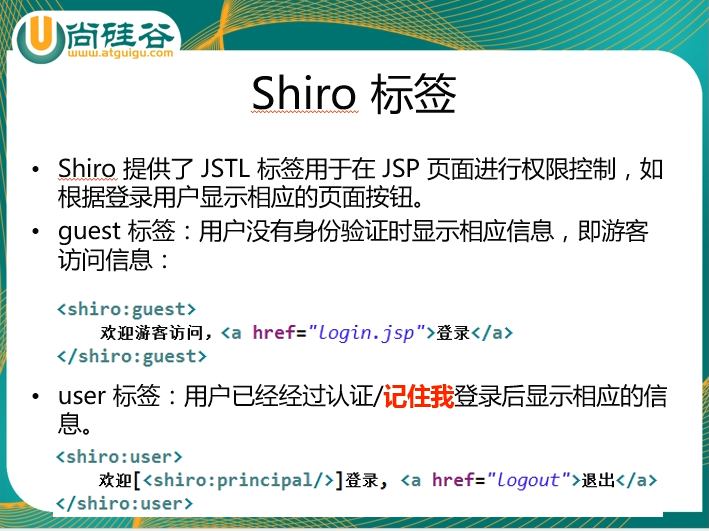 尚硅谷
www.atguigu.com
Shiro 标签
• Shiro 提供了 JSTL 标签用于在 JSP 页面进行权限控制，如
根据登录用户显示相应的页面按钮。
• guest 标签：用户没有身份验证时显示相应信息，即游客
访问信息：
<shiro:guest>
欢迎游客访问，<a href="login.jsp">登录</a>
</shiro:guest>
• user 标签：用户已经经过认证/记住我登录后显示相应的信
息。
<shiro:user>
欢迎[<shiro:principal/>]登录，<a href="logout">退出</a>
</shiro:user>